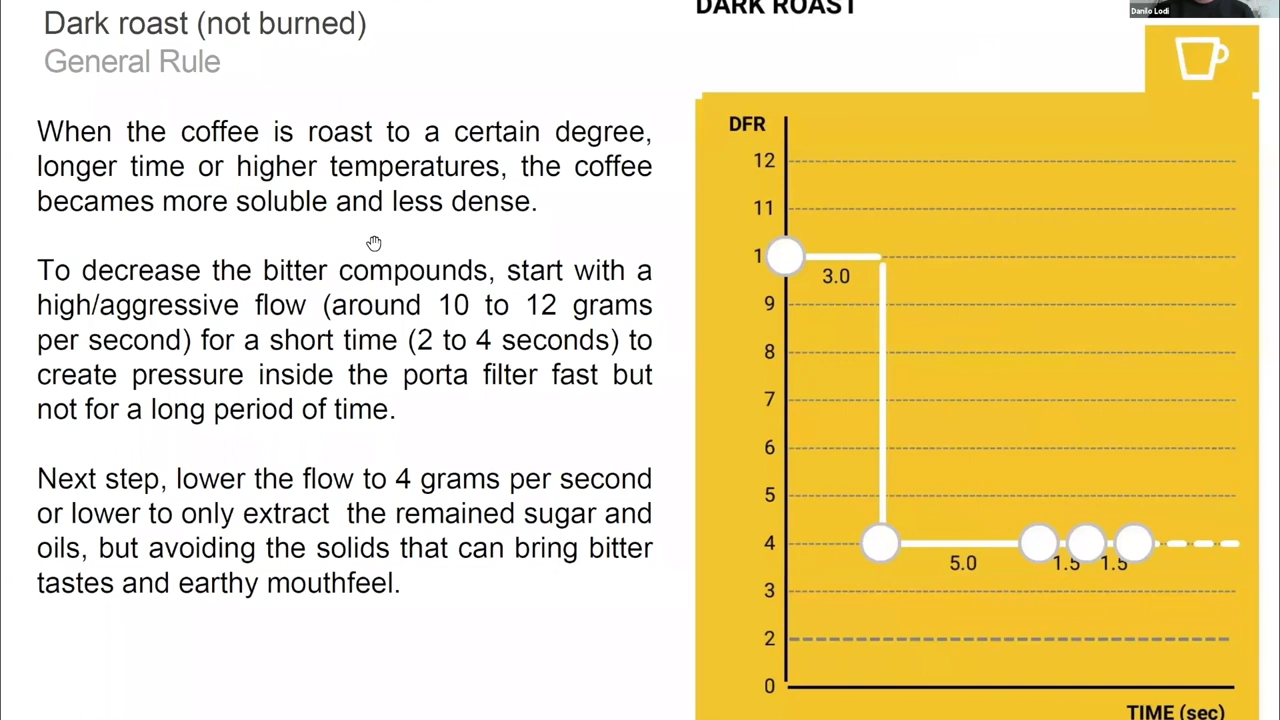 Dark roast (not burned)
General Rule
When the coffee is roast to a certain degree,
longer time or higher temperatures, the coffee
becames more soluble and less dense.
To decrease the bitter compounds, start with a
high/aggressive flow (around 10 to 12 grams
per second) for a short time (2 to 4 seconds) to
create pressure inside the porta filter fast but
not for a long period of time.
Next step, lower the flow to 4 grams per second
or lower to only extract the remained sugar and
oils, but avoiding the solids that can bring bitter
tastes and earthy mouthfeel.
DARK ROAST
Danilo Lodi
DFR
12
11
1
3.0
9
8
7
6
5
4
5.0
1.5
1.5
3
2
0
TIME (sec)